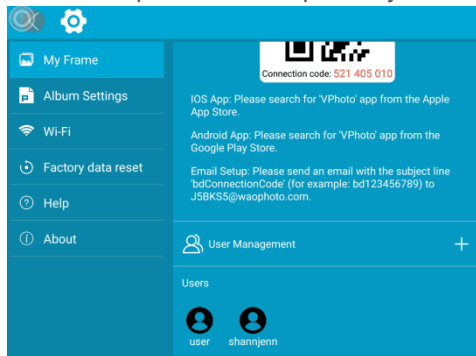 My Frame
Album Settings
Wi-Fi
Factory data reset
Help
About
Connection code: 521 405 010
IOS App: Please search for 'VPhoto' app from the Apple
App Store.
Android App: Please search for 'VPhoto' app from the
Google Play Store.
Email Setup: Please send an email with the subject line
'bdConnectionCode' (for example: bd123456789) to
J5BKS5@waophoto.com.
User Management
Users
user
shannjenn